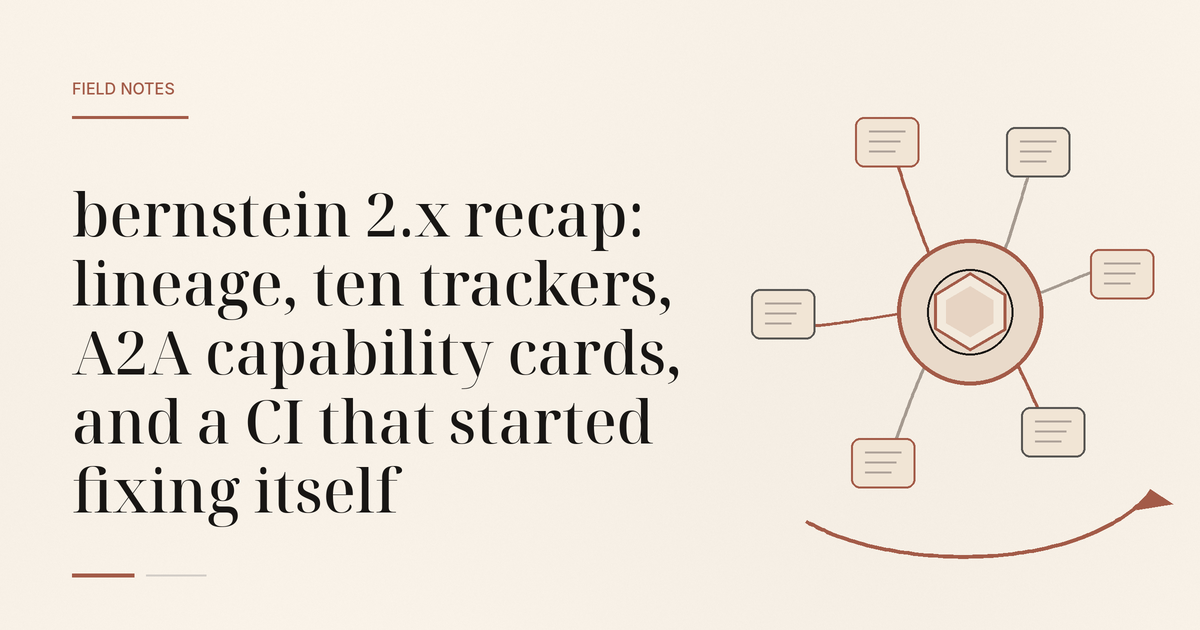 FIELD NOTES
bernstein 2.x recap:
lineage, ten trackers,
A2A capability cards,
and a CI that started
fixing itself